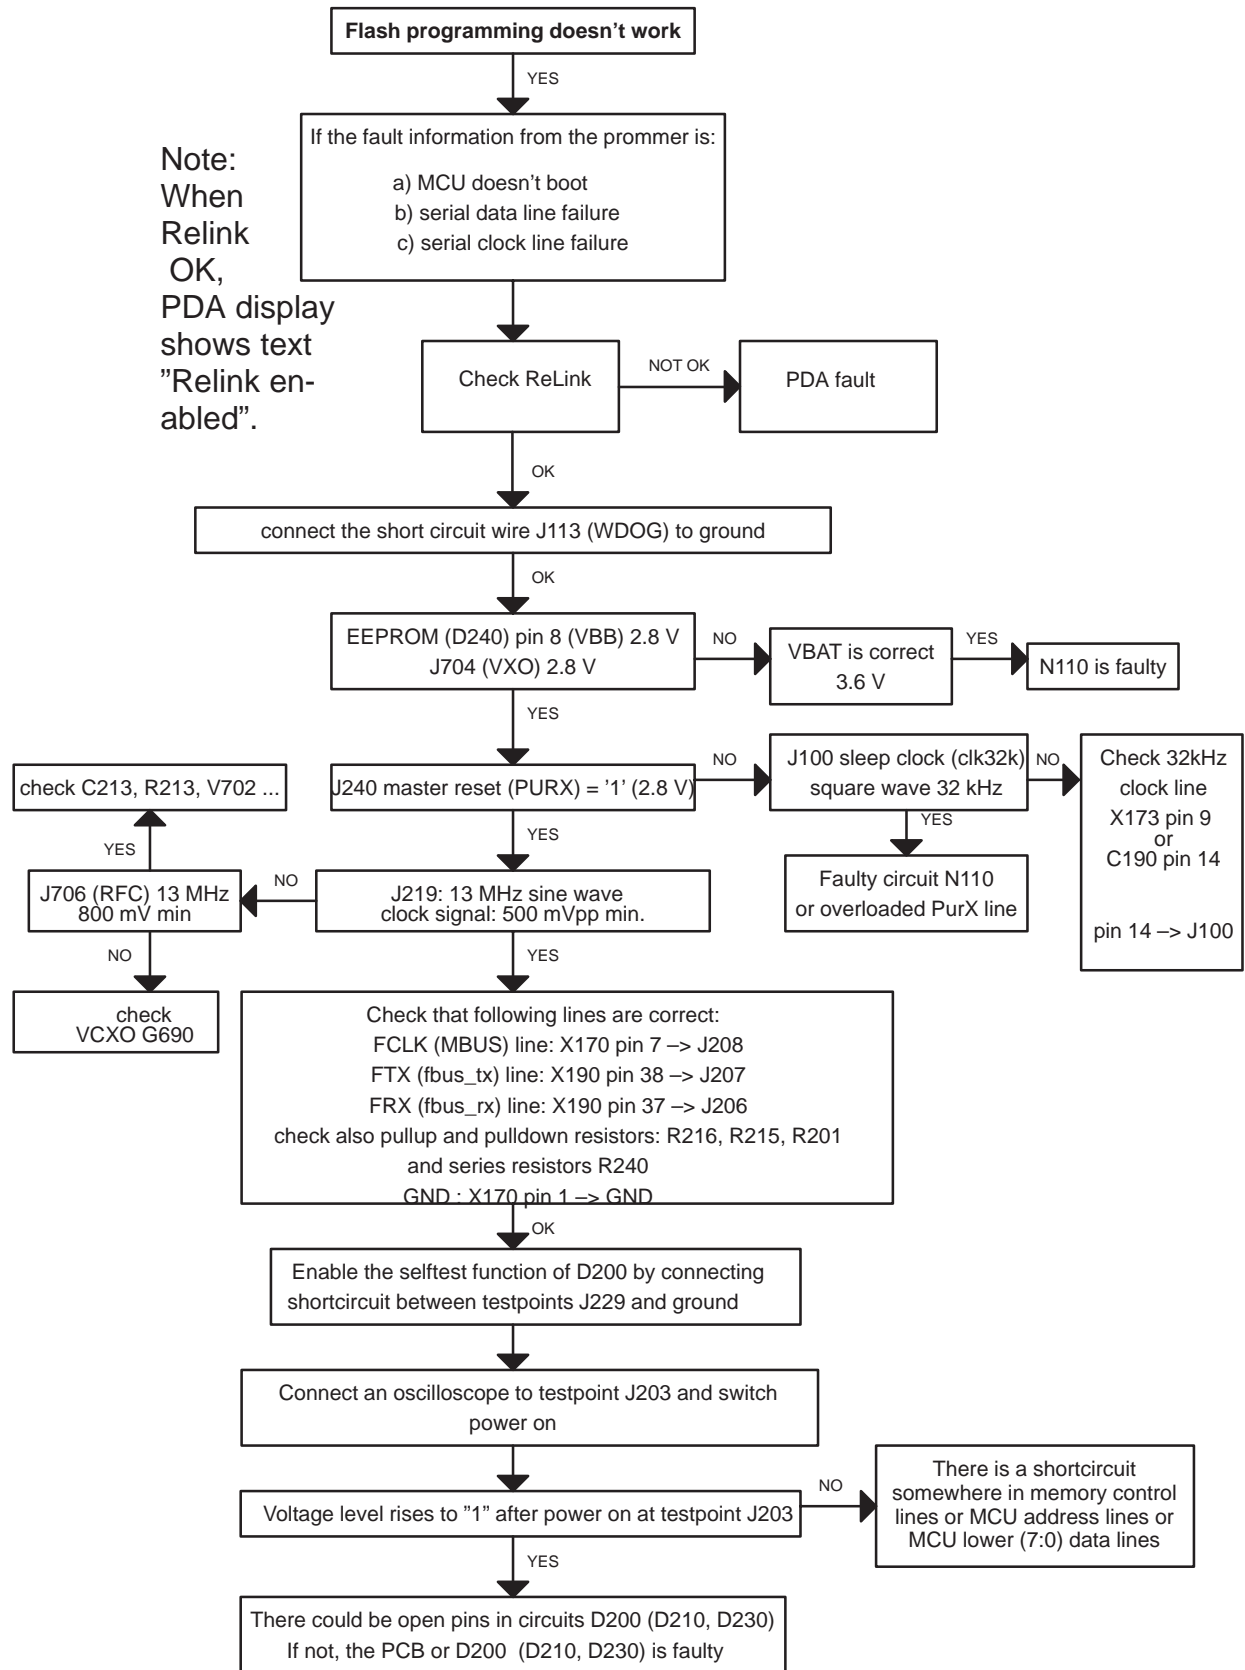 Flash programming doesn't work
YES
If the fault information from the prommer is:
a) MCU doesn't boot
b) serial data line failure
c) serial clock line failure
Note:
When
Relink
OK,
PDA display
shows text
”Relink en-
abled”.
Check ReLink
NOT OK
PDA fault
OK
connect the short circuit wire J113 (WDOG) to ground
OK
EEPROM (D240) pin 8 (VBB) 2.8 V
J704 (VXO) 2.8 V
NO
VBAT is correct
3.6 V
YES
N110 is faulty
YES
J240 master reset (PURX) = ’1’ (2.8 V)
NO
J100 sleep clock (clk32k)
square wave 32 kHz
NO
Check 32kHz
clock line
X173 pin 9
or
C190 pin 14
pin 14 –> J100
YES
Faulty circuit N110
or overloaded PurX line
YES
J219: 13 MHz sine wave
clock signal: 500 mVpp min.
NO
J706 (RFC) 13 MHz
800 mV min
YES
check C213, R213, V702 ...
NO
check
VCXO G690
YES
Check that following lines are correct:
FCLK (MBUS) line: X170 pin 7 –> J208
FTX (fbus_tx) line: X190 pin 38 –> J207
FRX (fbus_rx) line: X190 pin 37 –> J206
check also pullup and pulldown resistors: R216, R215, R201
and series resistors R240
GND : X170 pin 1 –> GND
OK
Enable the selftest function of D200 by connecting
shortcircuit between testpoints J229 and ground
Connect an oscilloscope to testpoint J203 and switch
power on
Voltage level rises to ”1” after power on at testpoint J203
NO
There is a shortcircuit
somewhere in memory control
lines or MCU address lines or
MCU lower (7:0) data lines
YES
There could be open pins in circuits D200 (D210, D230)
If not, the PCB or D200 (D210, D230) is faulty